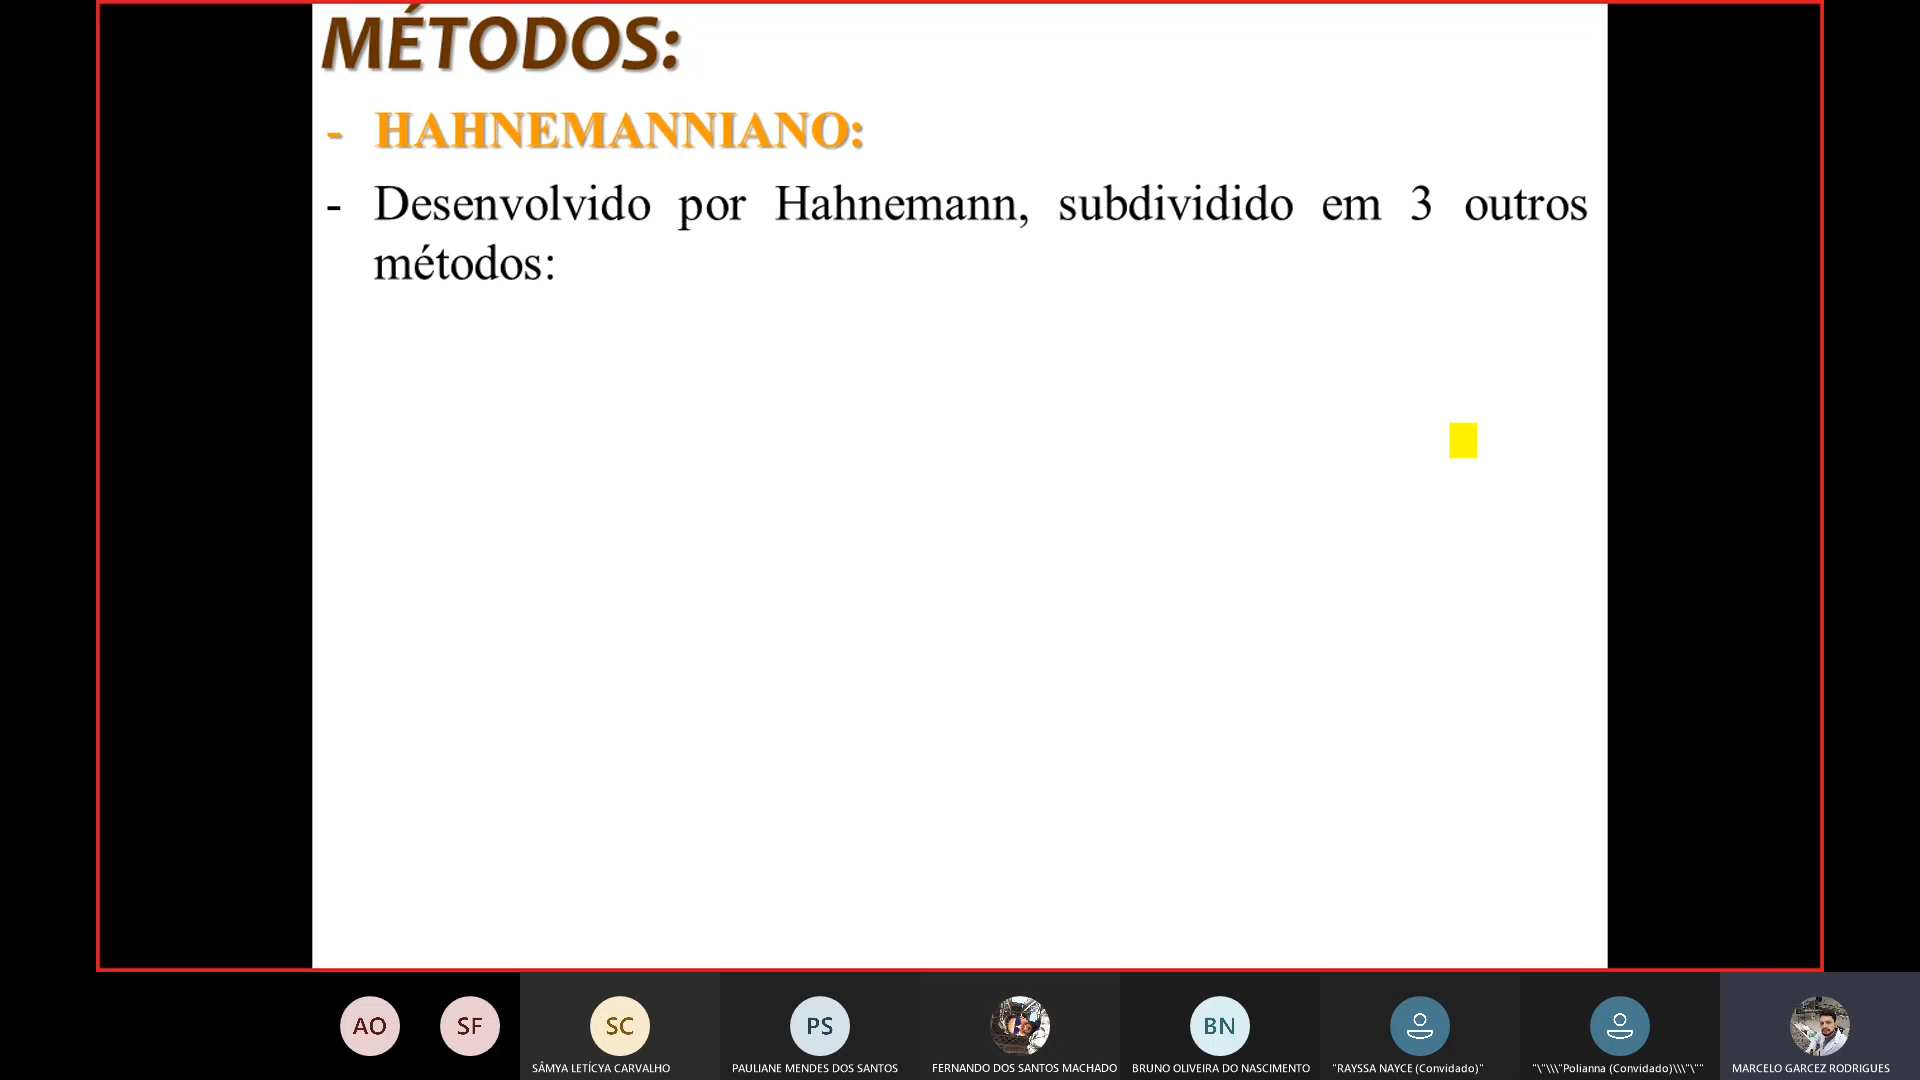 MÉTODOS:
- HAHNEMANNIANO:
- Desenvolvido por Hahnemann, subdividido em 3 outros
métodos:
AO
SF
SC
PS
BN
SÂMYA LETÍCYA CARVALHO
PAULIANE MENDES DOS SANTOS
FERNANDO DOS SANTOS MACHADO
BRUNO OLIVEIRA DO NASCIMENTO
"RAYSSA NAYCE (Convidado)"
"\"\\\"Polianna (Convidado)\\\"\""
MARCELO GARCEZ RODRIGUES